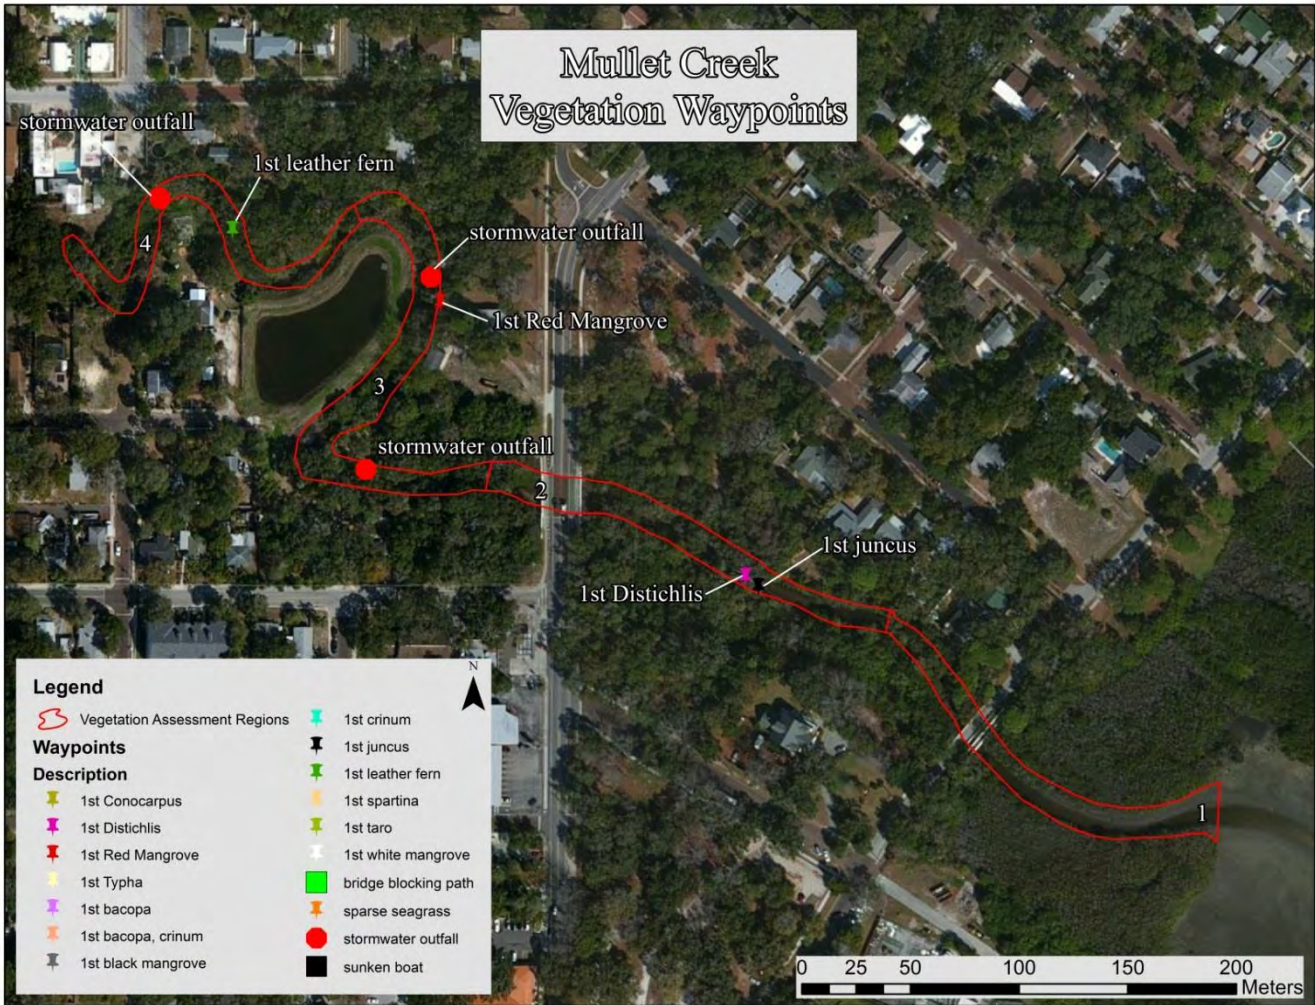 Mullet Creek
Vegetation Waypoints
stormwater outfall
1st leather fern
stormwater outfall
4
1st Red Mangrove
3
stormwater outfall
2
1st juncus
1st Distichlis
1
N
Legend
Vegetation Assessment Regions
Waypoints
Description
1st Conocarpus
1st Distichlis
1st Red Mangrove
1st Typha
1st bacopa
1st bacopa, crinum
1st black mangrove
1st crinum
1st juncus
1st leather fern
1st spartina
1st taro
1st white mangrove
bridge blocking path
sparse seagrass
stormwater outfall
sunken boat
0 25 50 100 150 200
Meters